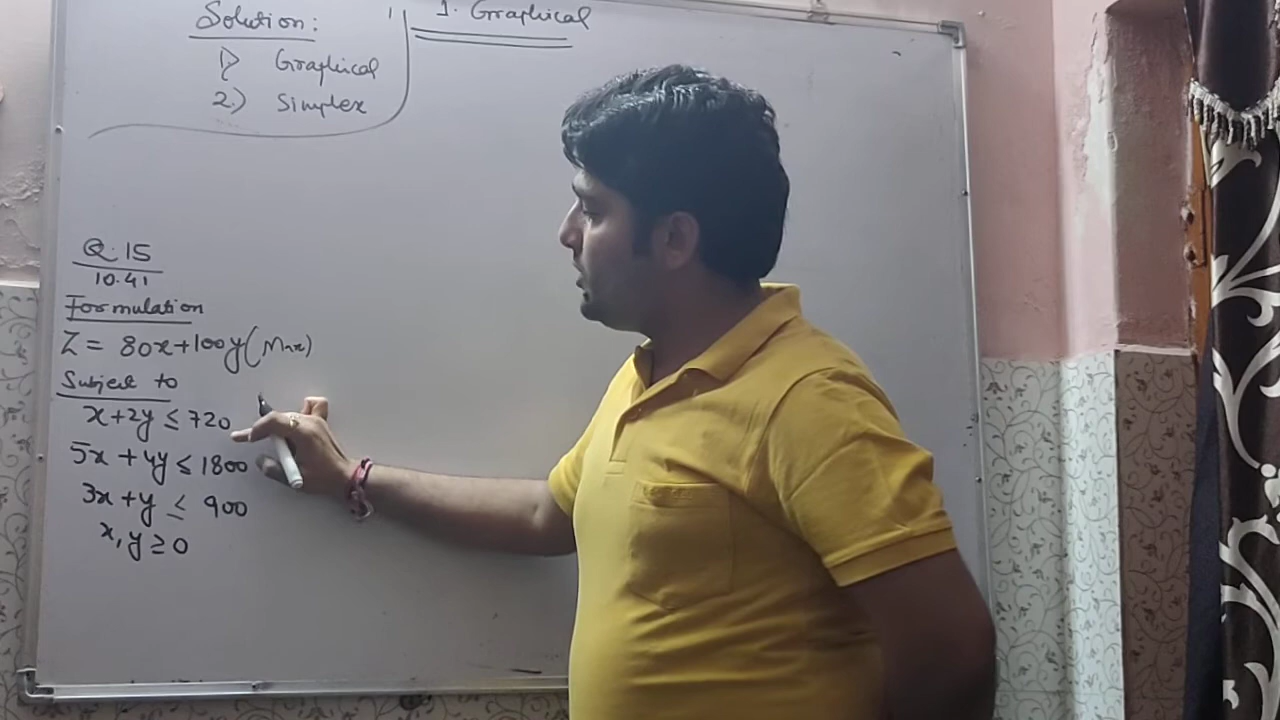 Solution:
1) Graphical
2.) Simplex
1. Graphical
Q.15
10.41
Formulation
Z = 80x+100y (Max)
Subject to
x+2y ≤ 720
5x + 4y ≤ 1800
3x + y ≤ 900
x, y ≥ 0